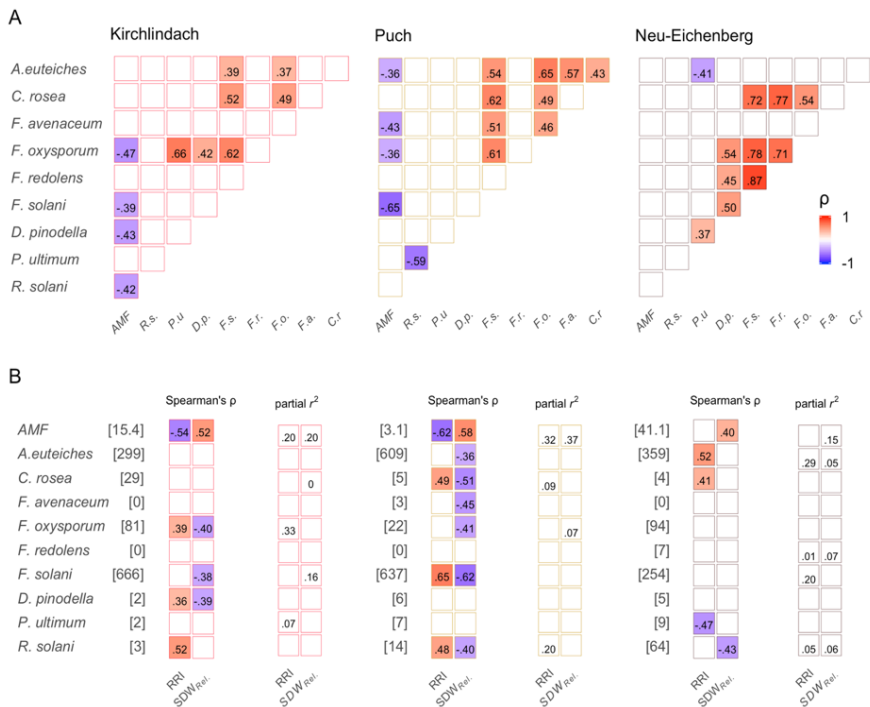 A
Kirchlindach Puch Neu-Eichenberg
A.euteiches .39 .37 -.36 .54 .65 .57 .43 -.41
C. rosea .52 .49 .62 .49 .72 .77 .54
F. avenaceum -.43 .51 .46
F. oxysporum -.47 .66 .42 .62 -.36 .61 .54 .78 .71
F. redolens .45 .87
F. solani -.39 -.65 .50
D. pinodella -.43 .37
P. ultimum -.59
R. solani -.42
ρ
1
-1
AMF R.s. P.u D.p. F.s. F.r. F.o. F.a. C.r AMF R.s. P.u D.p. F.s. F.r. F.o. F.a. C.r AMF R.s. P.u D.p. F.s. F.r. F.o. F.a. C.r
B
Spearman's ρ partial r² Spearman's ρ partial r² Spearman's ρ partial r²
AMF [15.4] -.54 .52 .20 .20 [3.1] -.62 .58 .32 .37 [41.1] .40 .15
A.euteiches [299] [609] -.36 [359] .52 .29 .05
C. rosea [29] 0 [5] .49 -.51 .09 [4] .41
F. avenaceum [0] [3] -.45 [0]
F. oxysporum [81] .39 -.40 .33 [22] -.41 .07 [94]
F. redolens [0] [0] [7] .01 .07
F. solani [666] -.38 .16 [637] .65 -.62 [254] .20
D. pinodella [2] .36 -.39 [6] [5]
P. ultimum [2] .07 [7] [9] -.47
R. solani [3] .52 [14] .48 -.40 .20 [64] -.43 .05 .06
RRI SDWRel. RRI SDWRel. RRI SDWRel. RRI SDWRel. RRI SDWRel. RRI SDWRel.